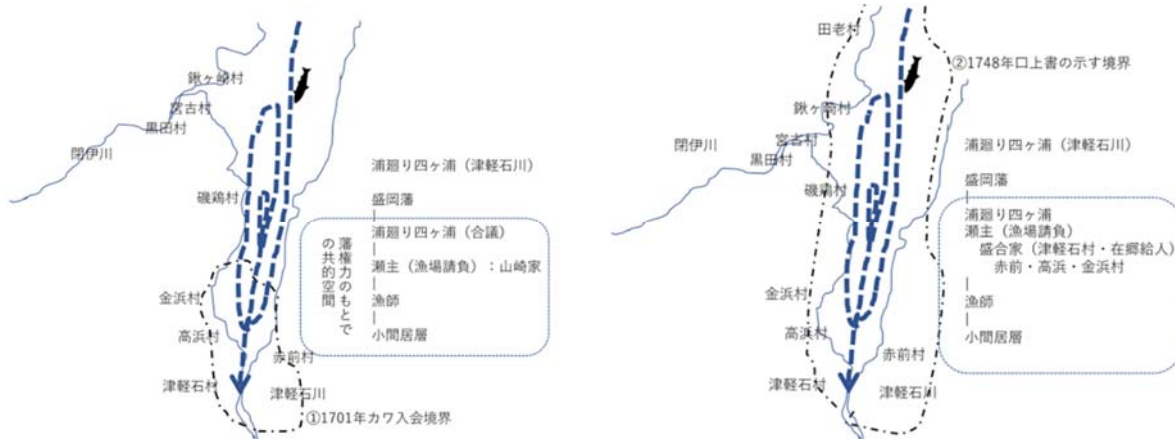 鍬ヶ崎村
宮古村
黒田村
閉伊川
磯鶏村
金浜村
高浜村
赤前村
津軽石村
津軽石川
①1701年カワ入会境界
浦廻り四ヶ浦（津軽石川）
盛岡藩
浦廻り四ヶ浦（合議）
瀬主（漁場請負）：山崎家
漁師
小間居層
藩権力のもとで
の共的空間
田老村
②1748年口上書の示す境界
鍬ヶ崎村
宮古村
閉伊川
黒田村
磯鶏村
金浜村
高浜村
赤前村
津軽石村
津軽石川
浦廻り四ヶ浦（津軽石川）
盛岡藩
浦廻り四ヶ浦
瀬主（漁場請負）
盛合家（津軽石村・在郷給人）
赤前・高浜・金浜村
漁師
小間居層